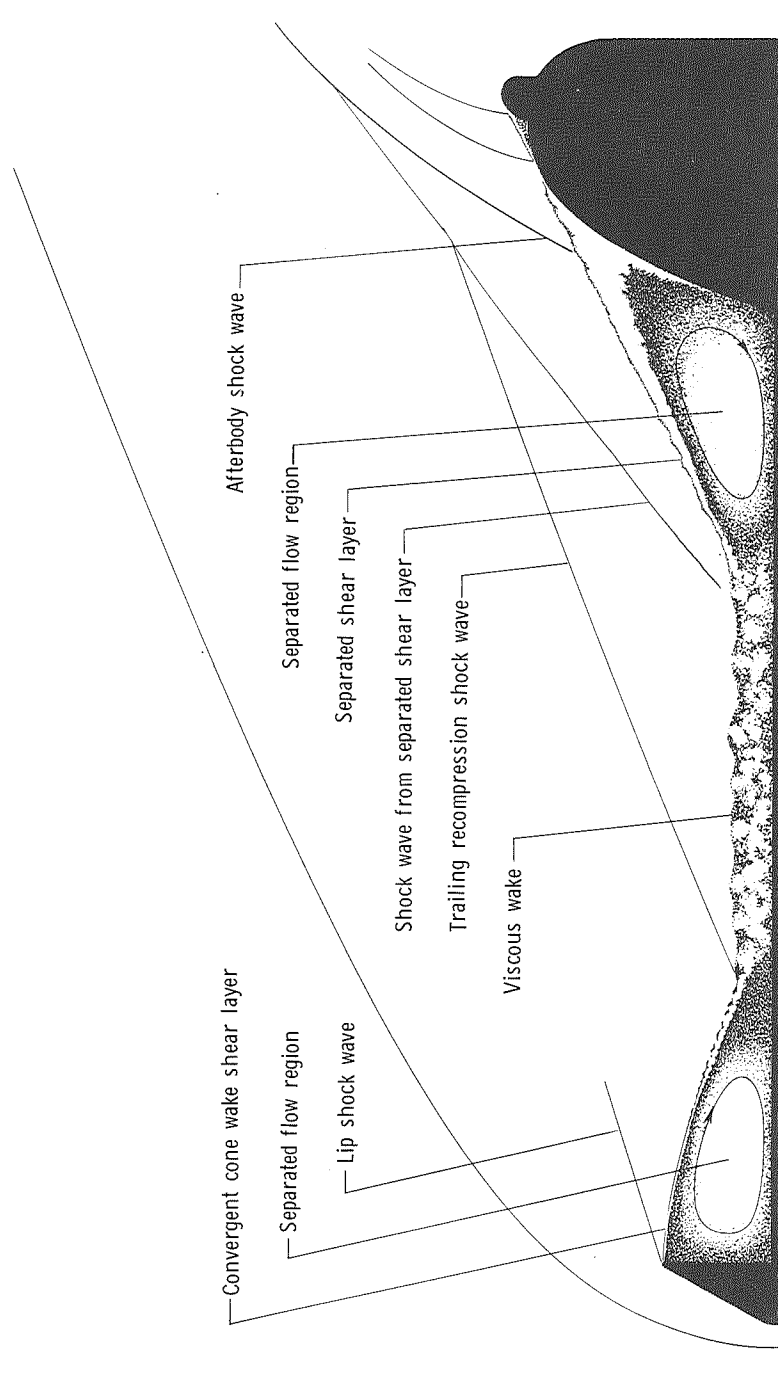 Convergent cone wake shear layer
Separated flow region
Lip shock wave
Afterbody shock wave
Separated flow region
Separated shear layer
Shock wave from separated shear layer
Trailing recompression shock wave
Viscous wake